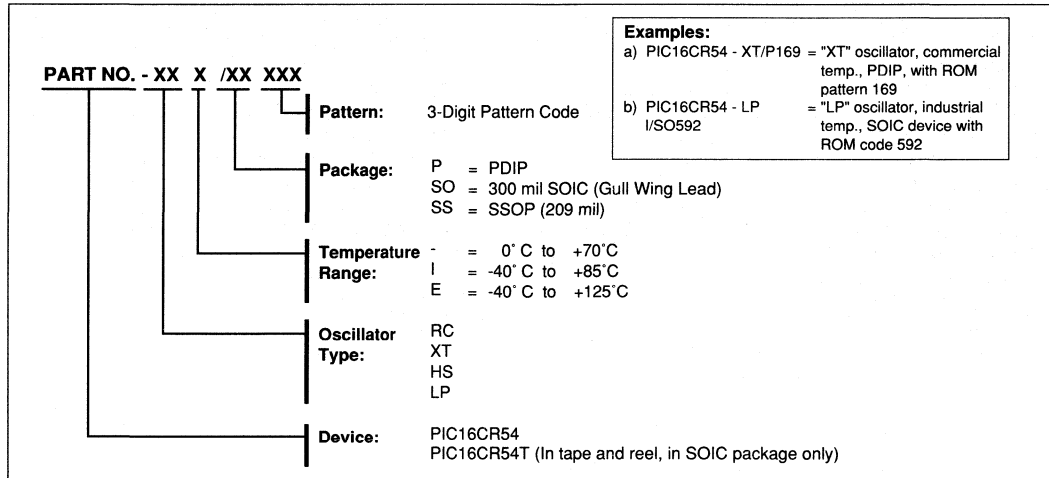 PART NO. - XX X /XX XXX
Examples:
a) PIC16CR54 - XT/P169 = "XT" oscillator, commercial
temp., PDIP, with ROM
pattern 169
b) PIC16CR54 - LP = "LP" oscillator, industrial
I/SO592 temp., SOIC device with
ROM code 592
Pattern: 3-Digit Pattern Code
Package: P = PDIP
SO = 300 mil SOIC (Gull Wing Lead)
SS = SSOP (209 mil)
Temperature - = 0˚ C to +70˚C
Range: I = -40˚ C to +85˚C
E = -40˚ C to +125˚C
Oscillator RC
Type: XT
HS
LP
Device: PIC16CR54
PIC16CR54T (In tape and reel, in SOIC package only)